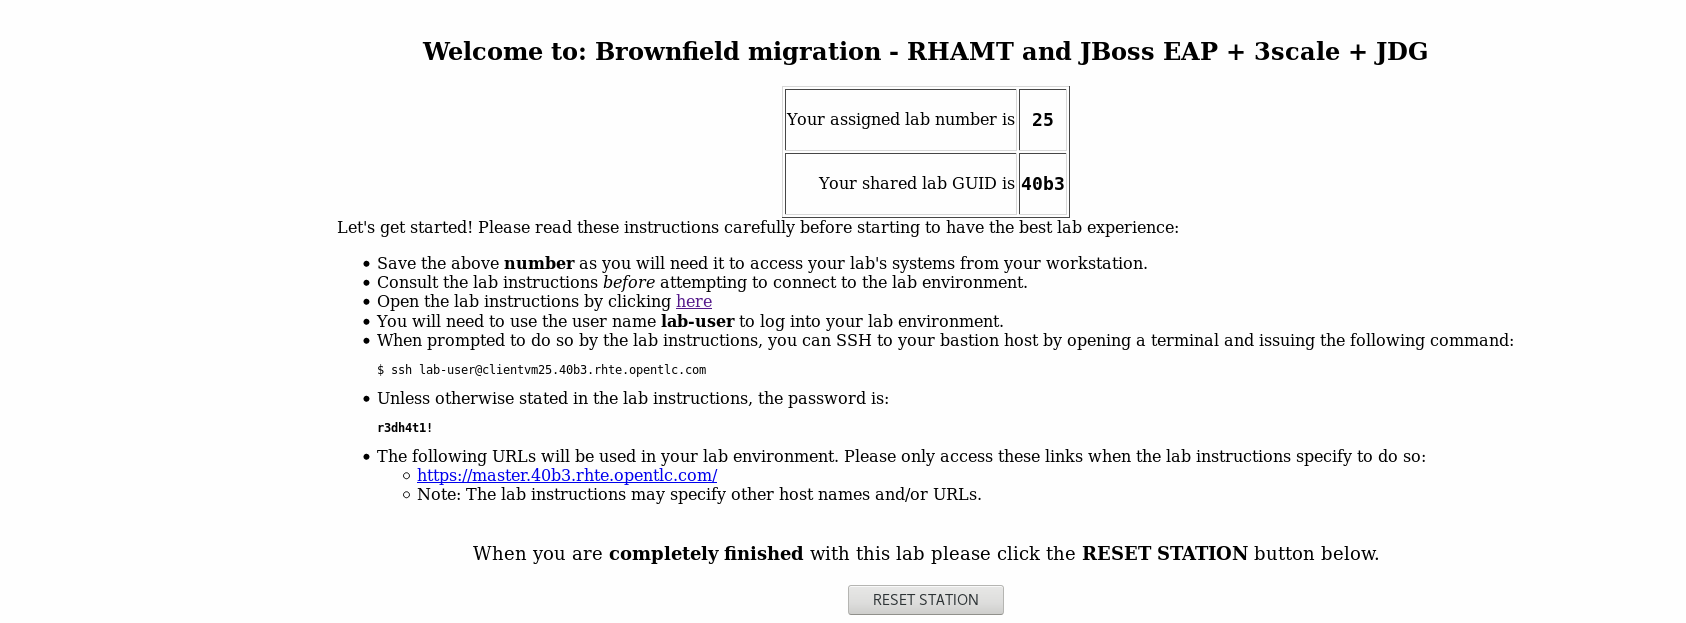 Welcome to: Brownfield migration - RHAMT and JBoss EAP + 3scale + JDG
Your assigned lab number is 25
Your shared lab GUID is 40b3
Let's get started! Please read these instructions carefully before starting to have the best lab experience:
• Save the above number as you will need it to access your lab's systems from your workstation.
• Consult the lab instructions before attempting to connect to the lab environment.
• Open the lab instructions by clicking here
• You will need to use the user name lab-user to log into your lab environment.
• When prompted to do so by the lab instructions, you can SSH to your bastion host by opening a terminal and issuing the following command:
$ ssh lab-user@clientvm25.40b3.rhte.opentlc.com
• Unless otherwise stated in the lab instructions, the password is:
r3dh4t1!
• The following URLs will be used in your lab environment. Please only access these links when the lab instructions specify to do so:
◦ https://master.40b3.rhte.opentlc.com/
◦ Note: The lab instructions may specify other host names and/or URLs.
When you are completely finished with this lab please click the RESET STATION button below.
RESET STATION